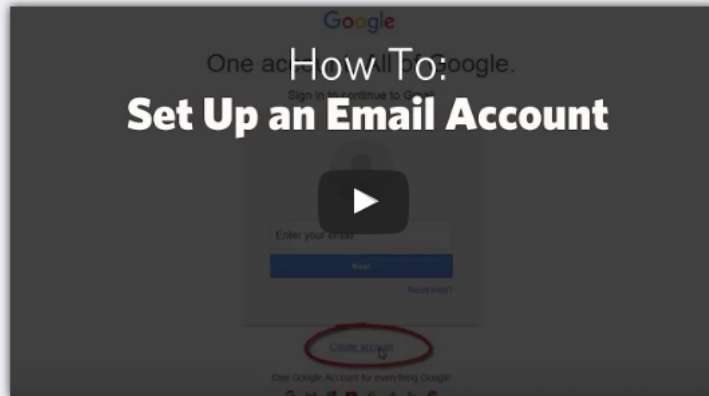 Google
One account. All of Google.
How To:
Sign in to continue to Gmail
Set Up an Email Account
Enter your email
Next
Need help?
Create account
One Google Account for everything Google